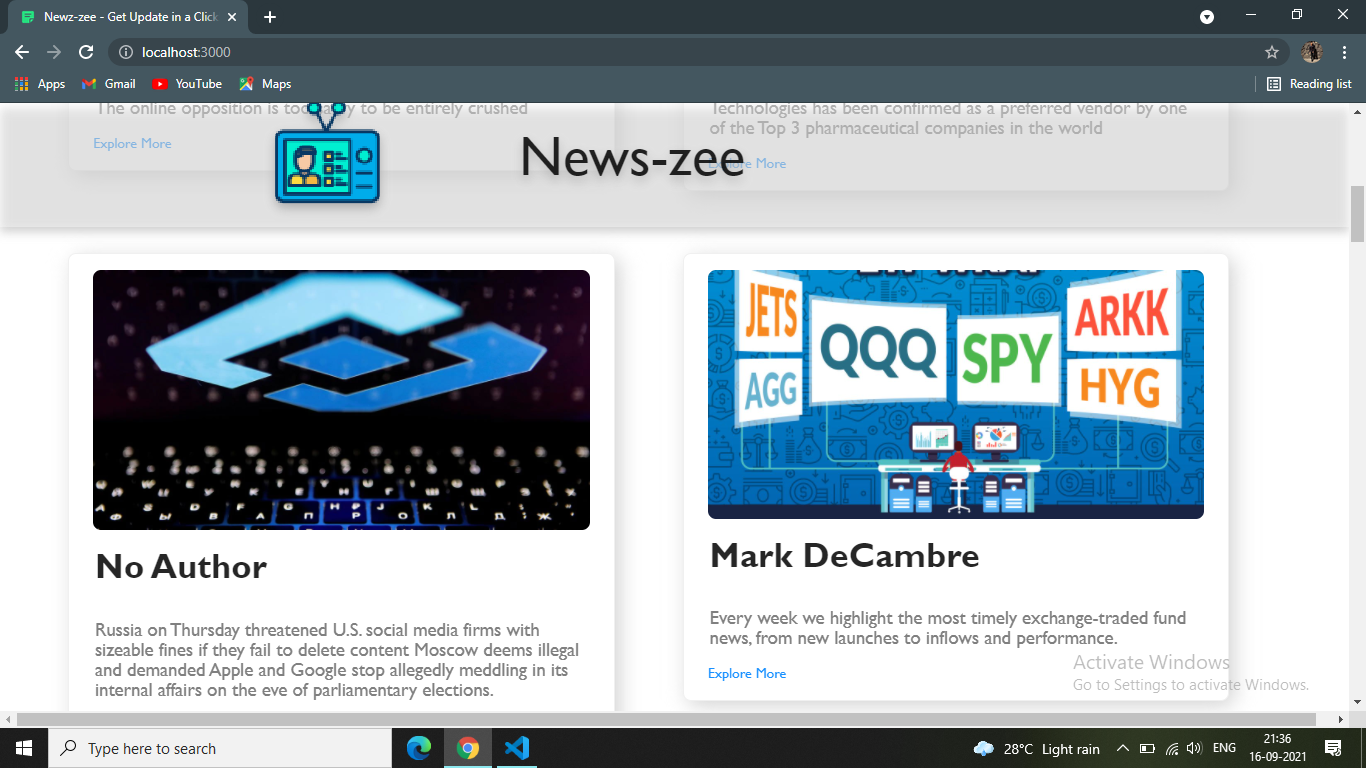 Newz-zee - Get Update in a Click
localhost:3000
Apps
Gmail
YouTube
Maps
Reading list
The online opposition is too to be entirely crushed
Explore More
Technologies has been confirmed as a preferred vendor by one
of the Top 3 pharmaceutical companies in the world
Explore More
News-zee
No Author
Russia on Thursday threatened U.S. social media firms with
sizeable fines if they fail to delete content Moscow deems illegal
and demanded Apple and Google stop allegedly meddling in its
internal affairs on the eve of parliamentary elections.
JETS
QQQ
SPY
ARKK
AGG
HYG
Mark DeCambre
Every week we highlight the most timely exchange-traded fund
news, from new launches to inflows and performance.
Explore More
Activate Windows
Go to Settings to activate Windows.
Type here to search
28°C Light rain
ENG
21:36
16-09-2021